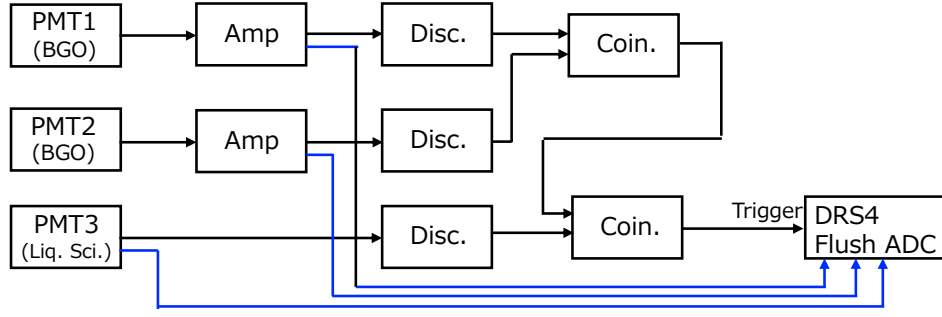 PMT1
(BGO)
Amp
Disc.
Coin.
PMT2
(BGO)
Amp
Disc.
PMT3
(Liq. Sci.)
Disc.
Coin.
Trigger
DRS4
Flush ADC